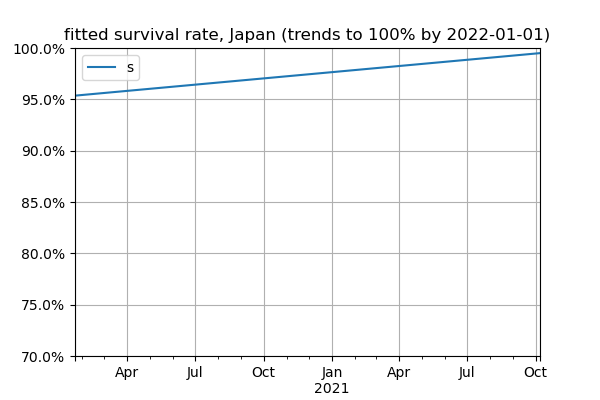 fitted survival rate, Japan (trends to 100% by 2022-01-01)
100.0%
s
95.0%
90.0%
85.0%
80.0%
75.0%
70.0%
Apr Jul Oct Jan Apr Jul Oct
2021